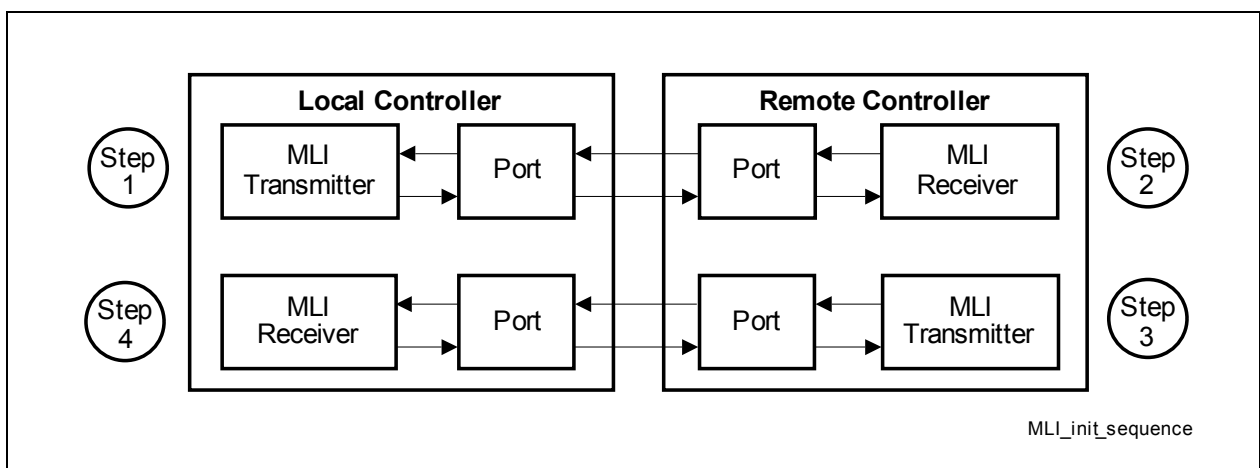 Local Controller
Remote Controller
Step
1
MLI
Transmitter
Port
Port
MLI
Receiver
Step
2
Step
4
MLI
Receiver
Port
Port
MLI
Transmitter
Step
3
MLI_init_sequence